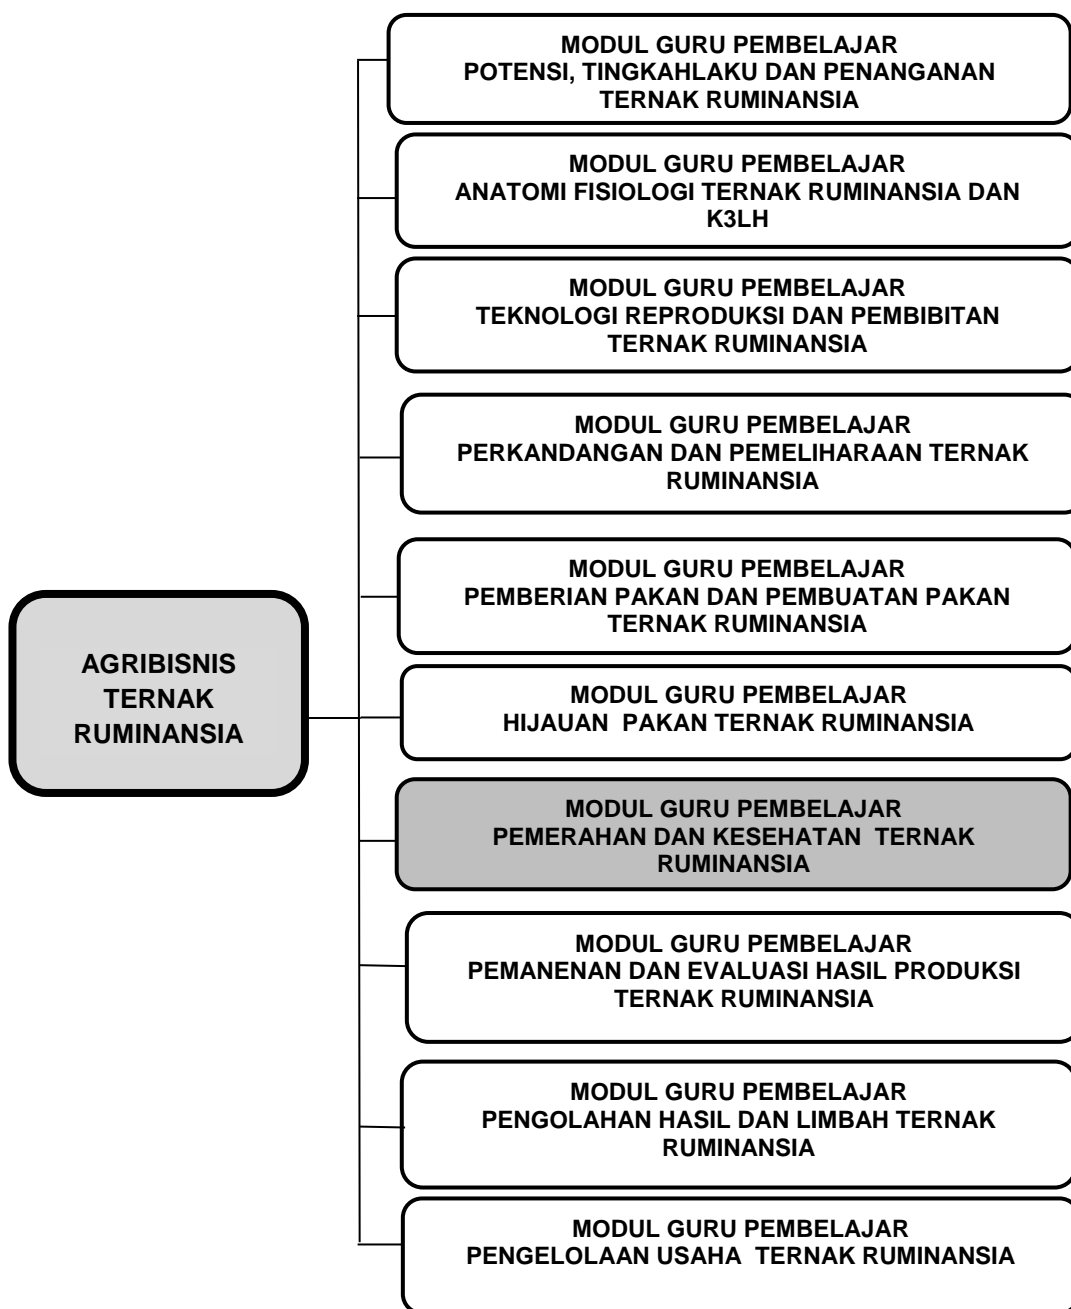 MODUL GURU PEMBELAJAR
POTENSI, TINGKAHLAKU DAN PENANGANAN
TERNAK RUMINANSIA
MODUL GURU PEMBELAJAR
ANATOMI FISIOLOGI TERNAK RUMINANSIA DAN
K3LH
MODUL GURU PEMBELAJAR
TEKNOLOGI REPRODUKSI DAN PEMBIBITAN
TERNAK RUMINANSIA
MODUL GURU PEMBELAJAR
PERKANDANGAN DAN PEMELIHARAAN TERNAK
RUMINANSIA
MODUL GURU PEMBELAJAR
PEMBERIAN PAKAN DAN PEMBUATAN PAKAN
TERNAK RUMINANSIA
AGRIBISNIS
TERNAK
RUMINANSIA
MODUL GURU PEMBELAJAR
HIJAUAN  PAKAN TERNAK RUMINANSIA
MODUL GURU PEMBELAJAR
PEMERAHAN DAN KESEHATAN  TERNAK
RUMINANSIA
MODUL GURU PEMBELAJAR
PEMANENAN DAN EVALUASI HASIL PRODUKSI
TERNAK RUMINANSIA
MODUL GURU PEMBELAJAR
PENGOLAHAN HASIL DAN LIMBAH TERNAK
RUMINANSIA
MODUL GURU PEMBELAJAR
PENGELOLAAN USAHA  TERNAK RUMINANSIA